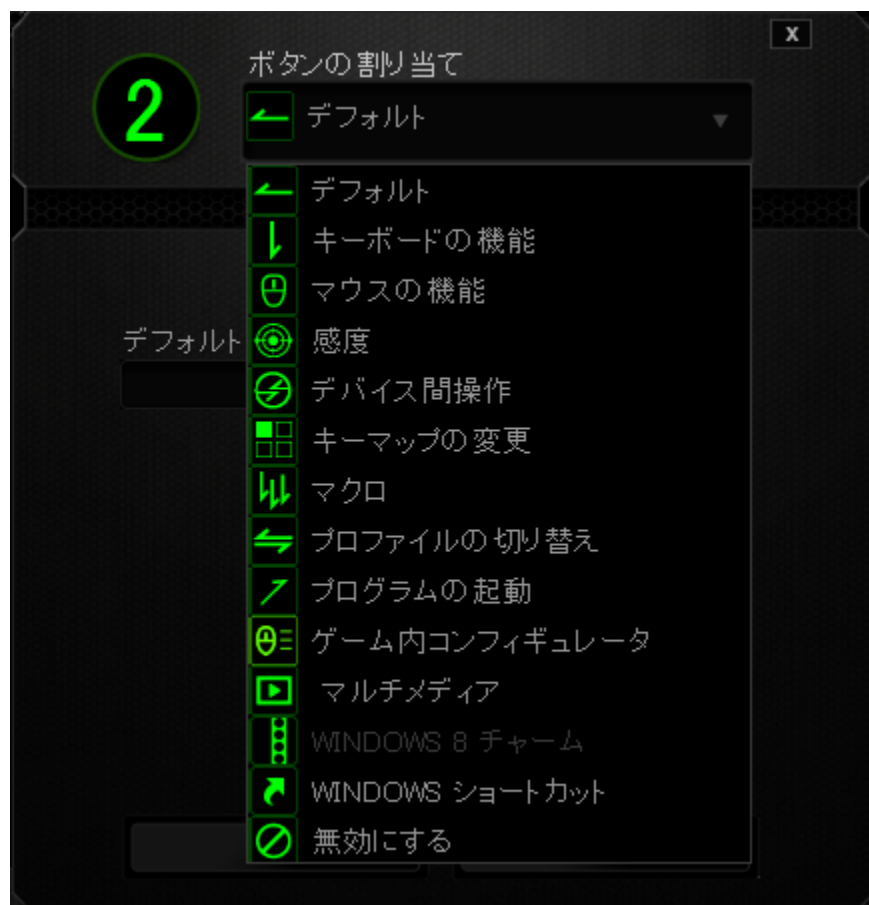 X
ボタンの割り当て
2
デフォルト
デフォルト
キーボードの機能
マウスの機能
デフォルト
感度
デバイス間操作
キーマップの変更
マクロ
プロファイルの切り替え
プログラムの起動
ゲーム内コンフィギュレータ
マルチメディア
WINDOWS 8 チャーム
WINDOWS ショートカット
無効にする